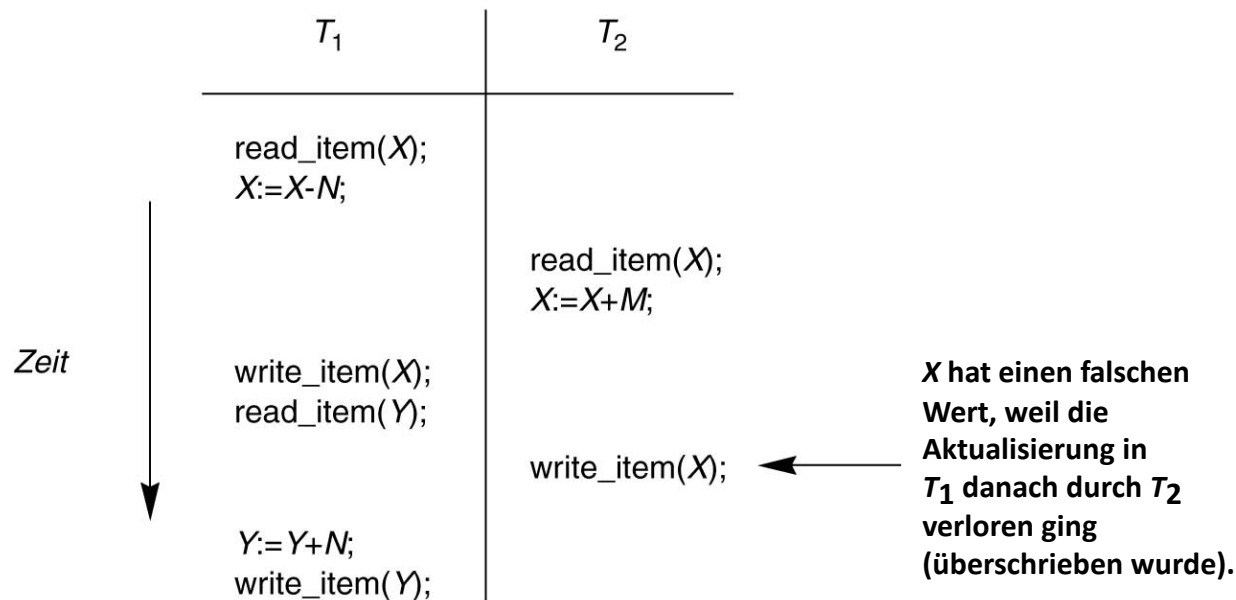 T1 T2
read_item(X);
X:=X-N;
read_item(X);
X:=X+M;
Zeit
write_item(X);
read_item(Y);
write_item(X);
X hat einen falschen
Wert, weil die
Aktualisierung in
T1 danach durch T2
verloren ging
(überschrieben wurde).
Y:=Y+N;
write_item(Y);